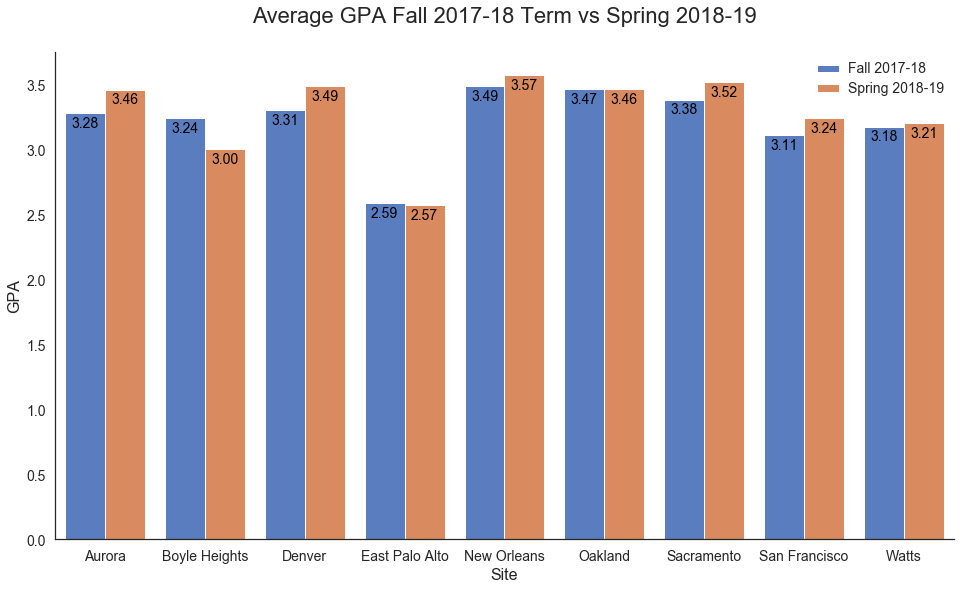 Average GPA Fall 2017-18 Term vs Spring 2018-19
Fall 2017-18
Spring 2018-19
GPA
3.5
3.0
2.5
2.0
1.5
1.0
0.5
0.0
3.28
3.46
3.24
3.00
3.31
3.49
2.59
2.57
3.49
3.57
3.47
3.46
3.38
3.52
3.11
3.24
3.18
3.21
Aurora
Boyle Heights
Denver
East Palo Alto
New Orleans
Oakland
Sacramento
San Francisco
Watts
Site